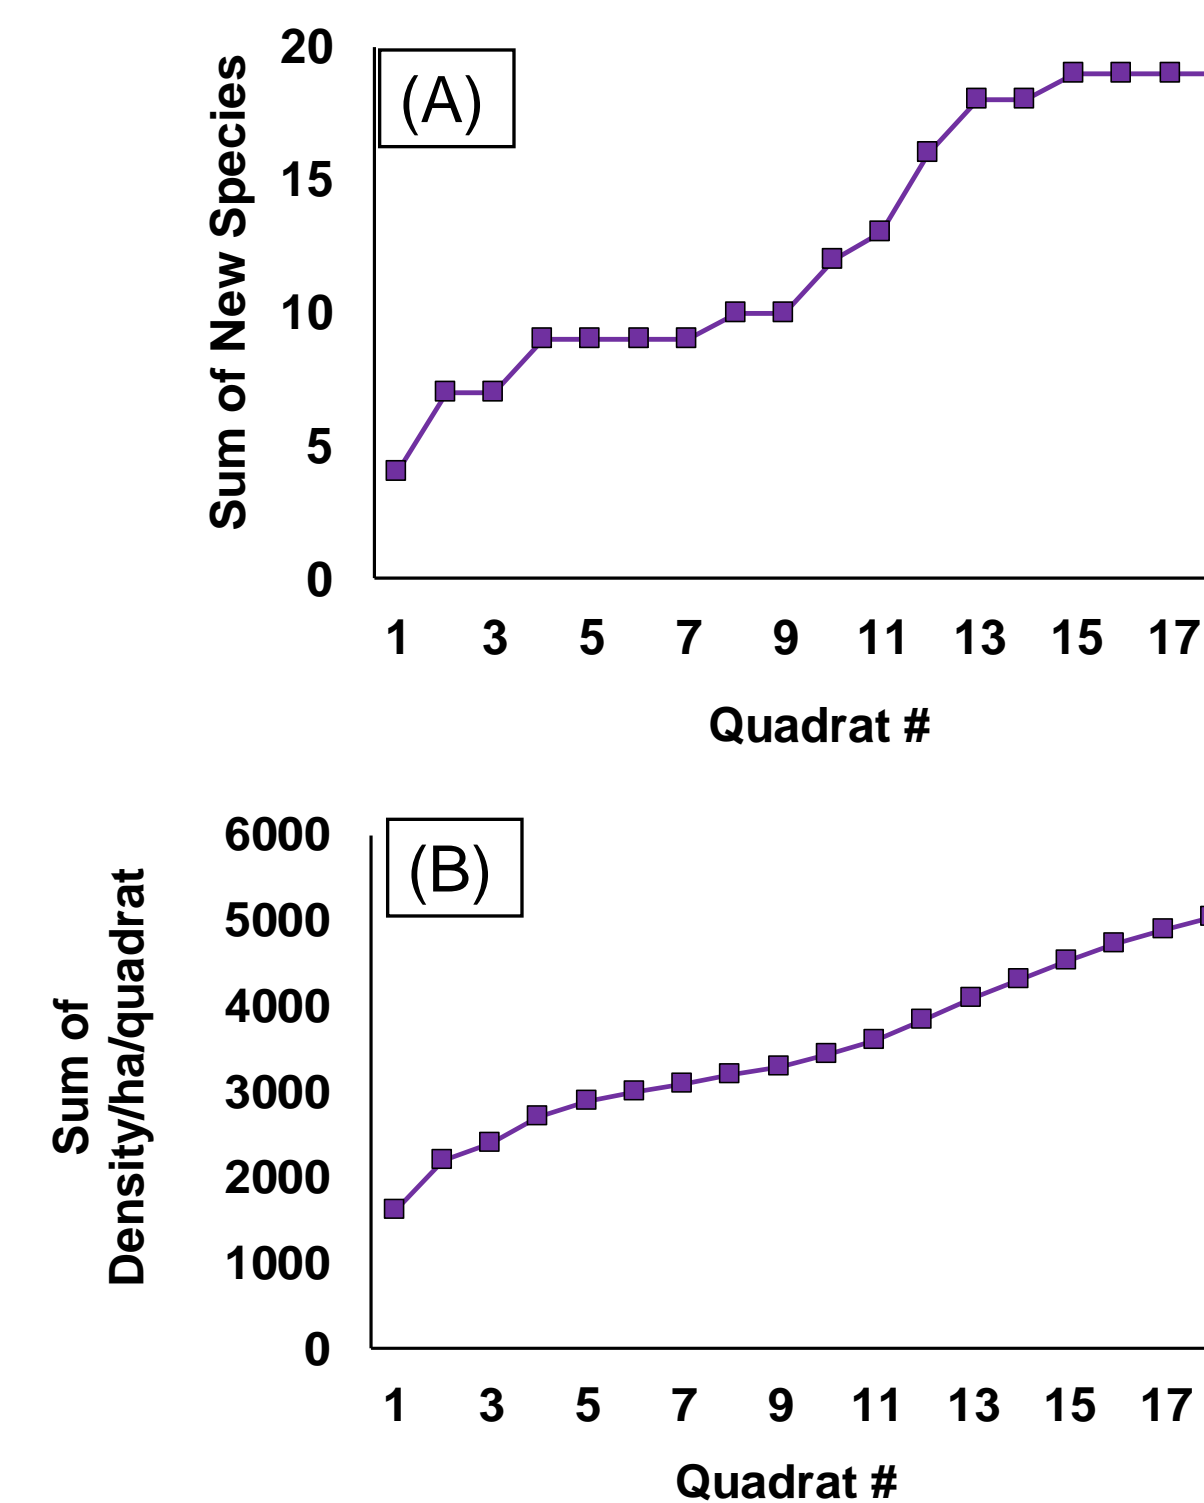 (A)
Sum of New Species
20
15
10
5
0
1 3 5 7 9 11 13 15 17
Quadrat #
(B)
Sum of
Density/ha/quadrat
6000
5000
4000
3000
2000
1000
0
1 3 5 7 9 11 13 15 17
Quadrat #